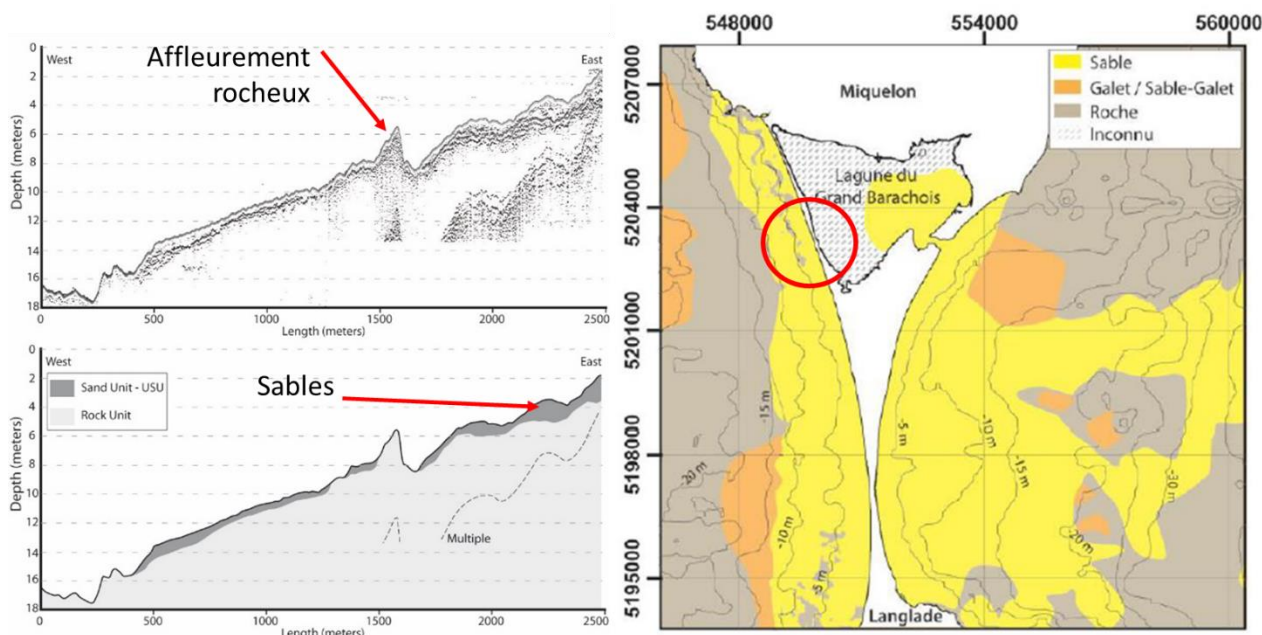 West
East
Affleurement
rocheux
Depth (meters)
0
2
4
6
8
10
12
14
16
18
0
500
1000
1500
2000
2500
Length (meters)
West
East
Sand Unit - USU
Rock Unit
Sables
Multiple
Depth (meters)
0
2
4
6
8
10
12
14
16
18
0
500
1000
1500
2000
2500
Length (meters)
548000
554000
560000
5207000
5204000
5201000
5198000
5195000
Sable
Galet / Sable-Galet
Roche
Inconnu
Miquelon
Lagune du
Grand Barachois
-15 m
-20 m
-5 m
-10 m
-15 m
-30 m
-10 m
-5 m
-20 m
Langlade